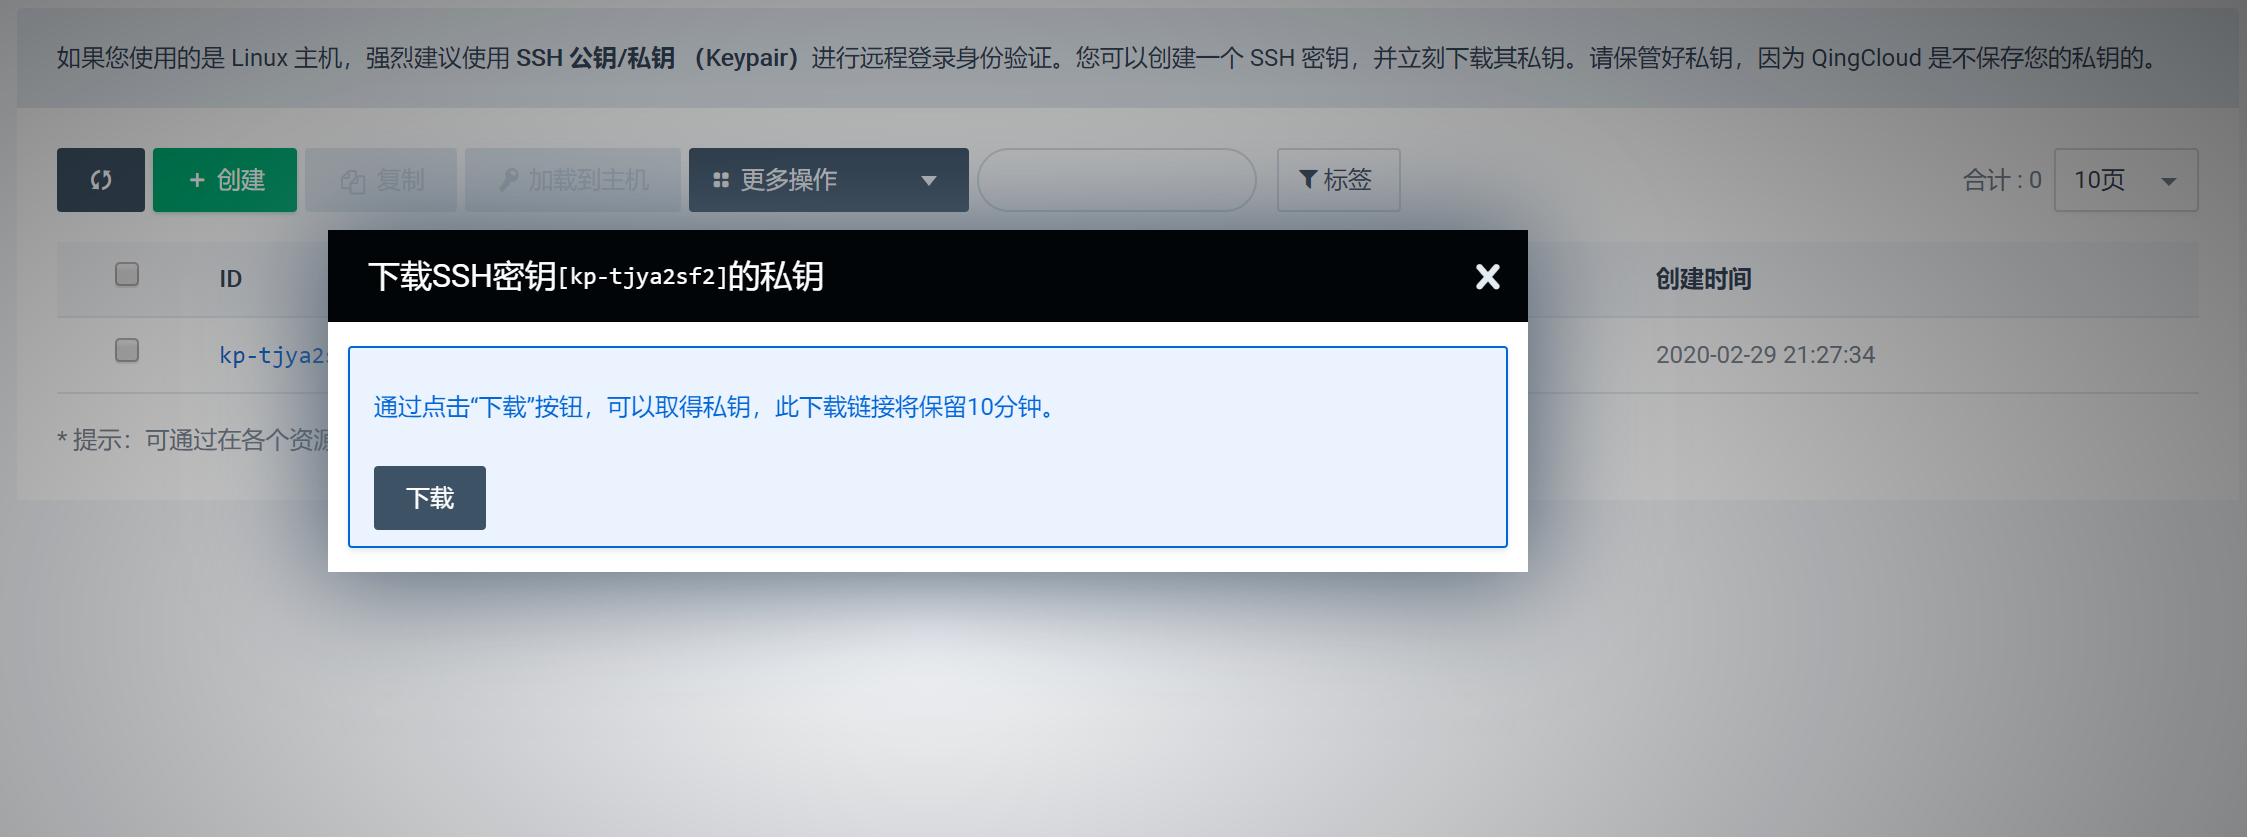 如果您使用的是 Linux 主机，强烈建议使用 SSH 公钥/私钥 （Keypair）进行远程登录身份验证。您可以创建一个 SSH 密钥，并立刻下载其私钥。请保管好私钥，因为 QingCloud 是不保存您的私钥的。
+ 创建 复制 加载到主机 更多操作 标签 合计 : 0 10页
下载SSH密钥[kp-tjya2sf2]的私钥
ID 创建时间
kp-tjya2 2020-02-29 21:27:34
通过点击“下载”按钮，可以取得私钥，此下载链接将保留10分钟。
* 提示：可通过在各个资源
下载